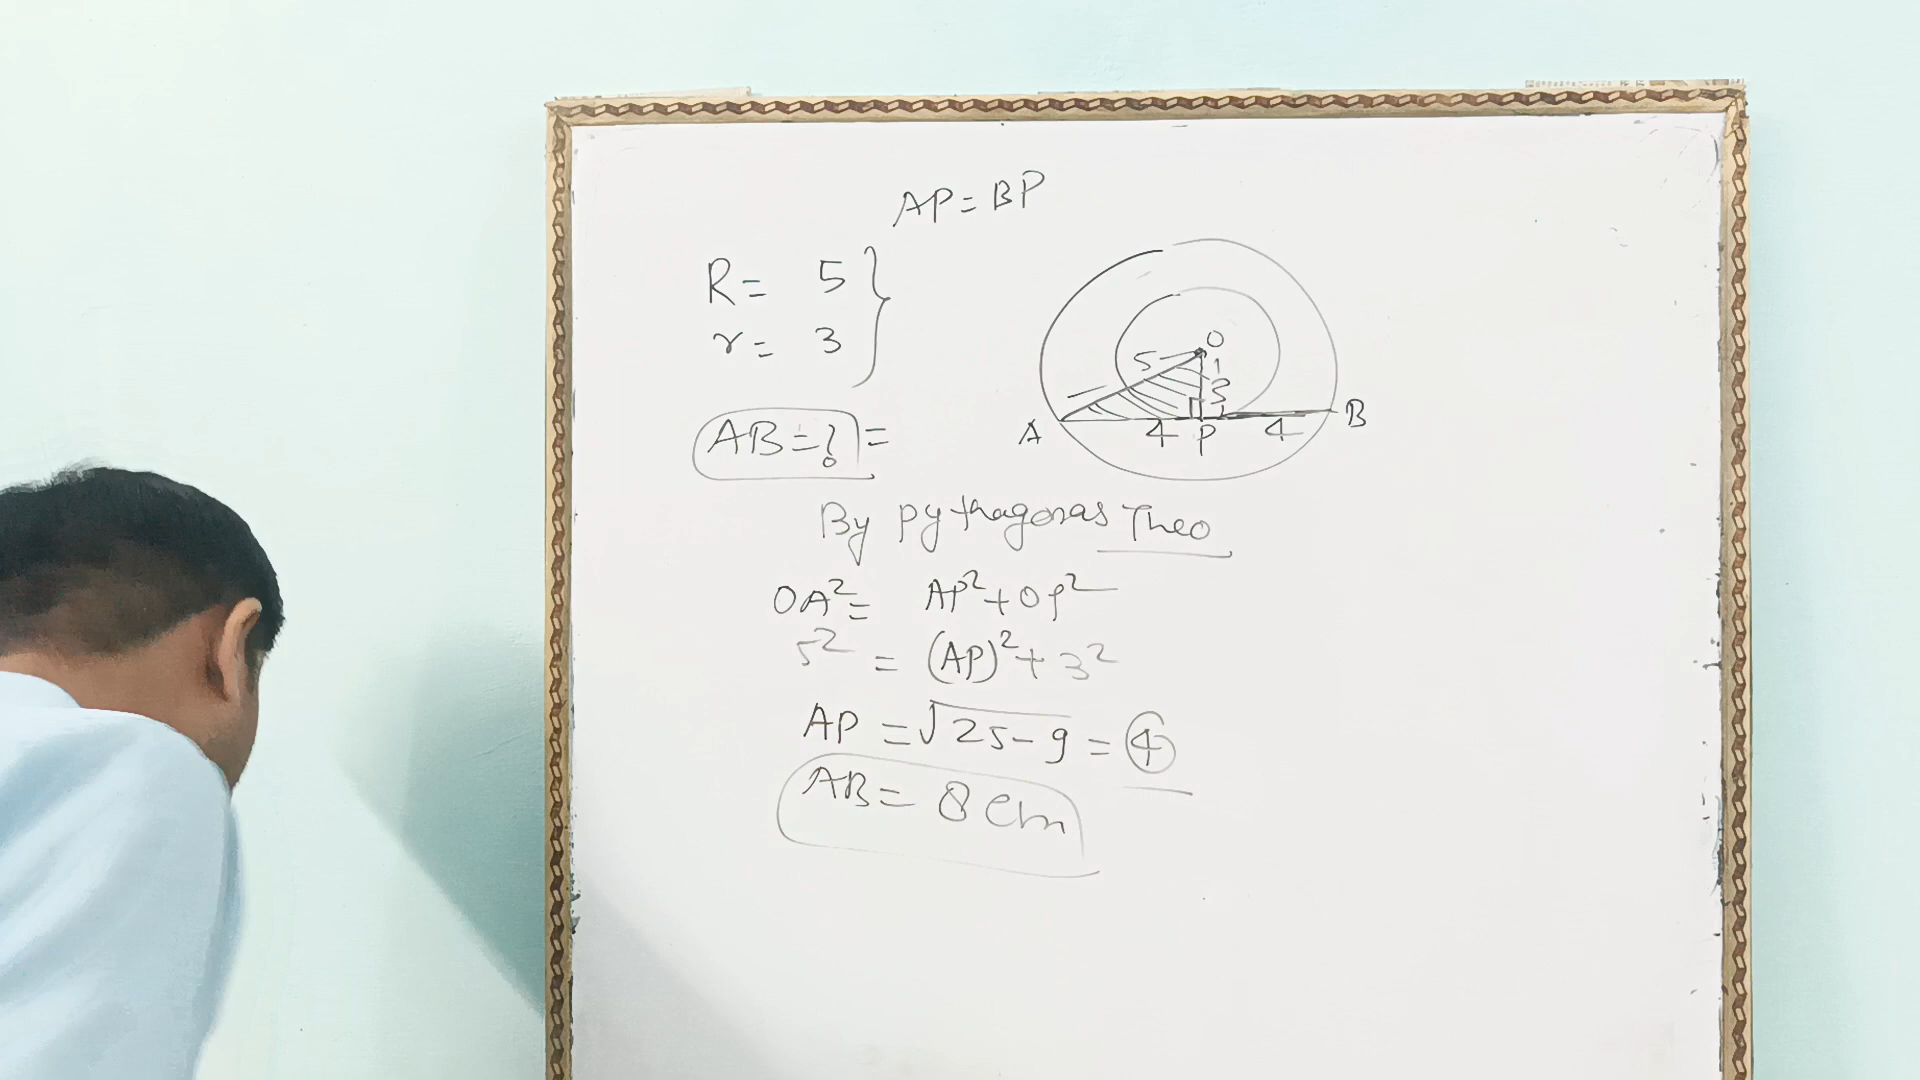 AP = BP
R = 5
r = 3
AB = ? =
O
5
3
A
4
P
4
B
By pythagoras Theo
OA² = AP² + OP²
5² = (AP)² + 3²
AP = √25-9 = 4
AB = 8 cm